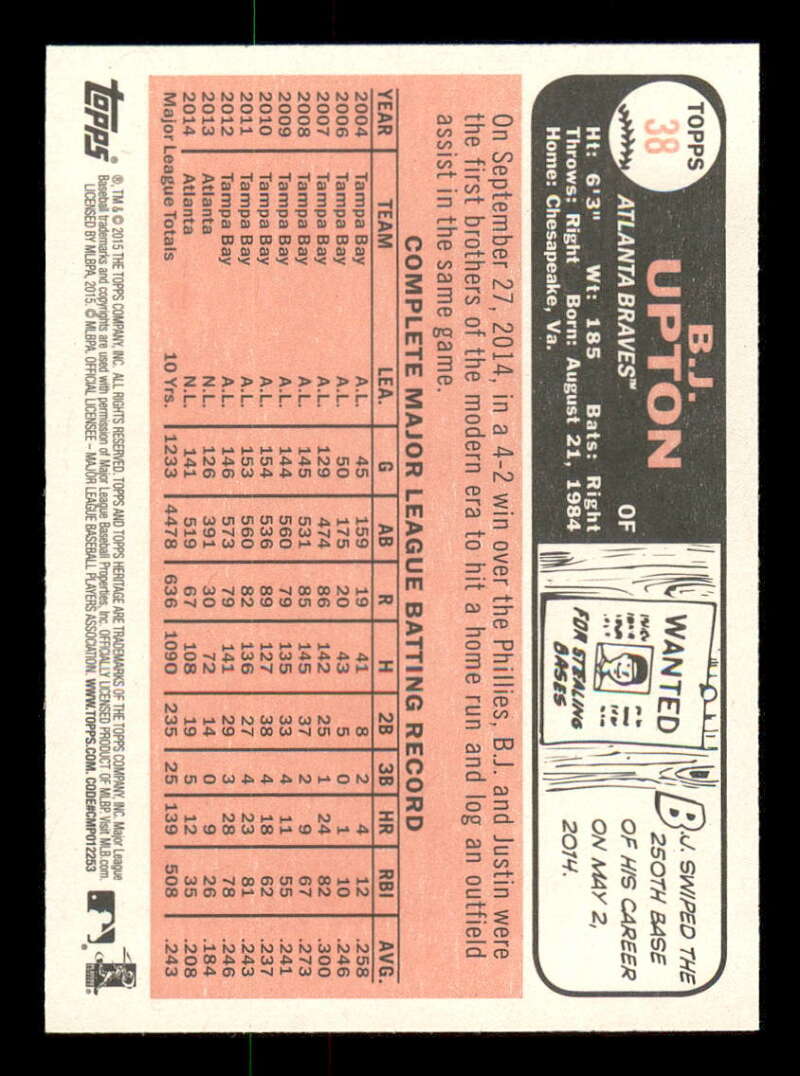 TOPPS
38
B.J.
UPTON
ATLANTA BRAVES™ OF
Ht: 6'3" Wt: 185 Bats: Right
Throws: Right Born: August 21, 1984
Home: Chesapeake, Va.
WANTED
FOR STEALING
BASES
B.J. SWIPED THE
250TH BASE
OF HIS CAREER
ON MAY 2,
2014.
On September 27, 2014, in a 4-2 win over the Phillies, B.J. and Justin were
the first brothers of the modern era to hit a home run and log an outfield
assist in the same game.
COMPLETE MAJOR LEAGUE BATTING RECORD
YEAR TEAM LEA. G AB R H 2B 3B HR RBI AVG.
2004 Tampa Bay A.L. 45 159 19 41 8 2 4 12 .258
2006 Tampa Bay A.L. 50 175 20 43 5 0 1 10 .246
2007 Tampa Bay A.L. 129 474 86 142 25 1 24 82 .300
2008 Tampa Bay A.L. 145 531 85 145 37 2 9 67 .273
2009 Tampa Bay A.L. 144 560 79 135 33 4 11 55 .241
2010 Tampa Bay A.L. 154 536 89 127 38 4 18 62 .237
2011 Tampa Bay A.L. 153 560 82 136 27 4 23 81 .243
2012 Tampa Bay A.L. 146 573 79 141 29 3 28 78 .246
2013 Atlanta N.L. 126 391 30 72 14 0 9 26 .184
2014 Atlanta N.L. 141 519 67 108 19 5 12 35 .208
Major League Totals 10 Yrs. 1233 4478 636 1090 235 25 139 508 .243
topps®
®, TM & © 2015 THE TOPPS COMPANY, INC. ALL RIGHTS RESERVED. TOPPS AND TOPPS HERITAGE ARE TRADEMARKS OF THE TOPPS COMPANY, INC. Major League
Baseball trademarks and copyrights are used with permission of Major League Baseball Properties, Inc. OFFICIALLY LICENSED PRODUCT OF MLBP. Visit MLB.com.
LICENSED BY MLBPA, 2015. © MLBPA. OFFICIAL LICENSEE – MAJOR LEAGUE BASEBALL PLAYERS ASSOCIATION. WWW.TOPPS.COM. CODE#CMP012253